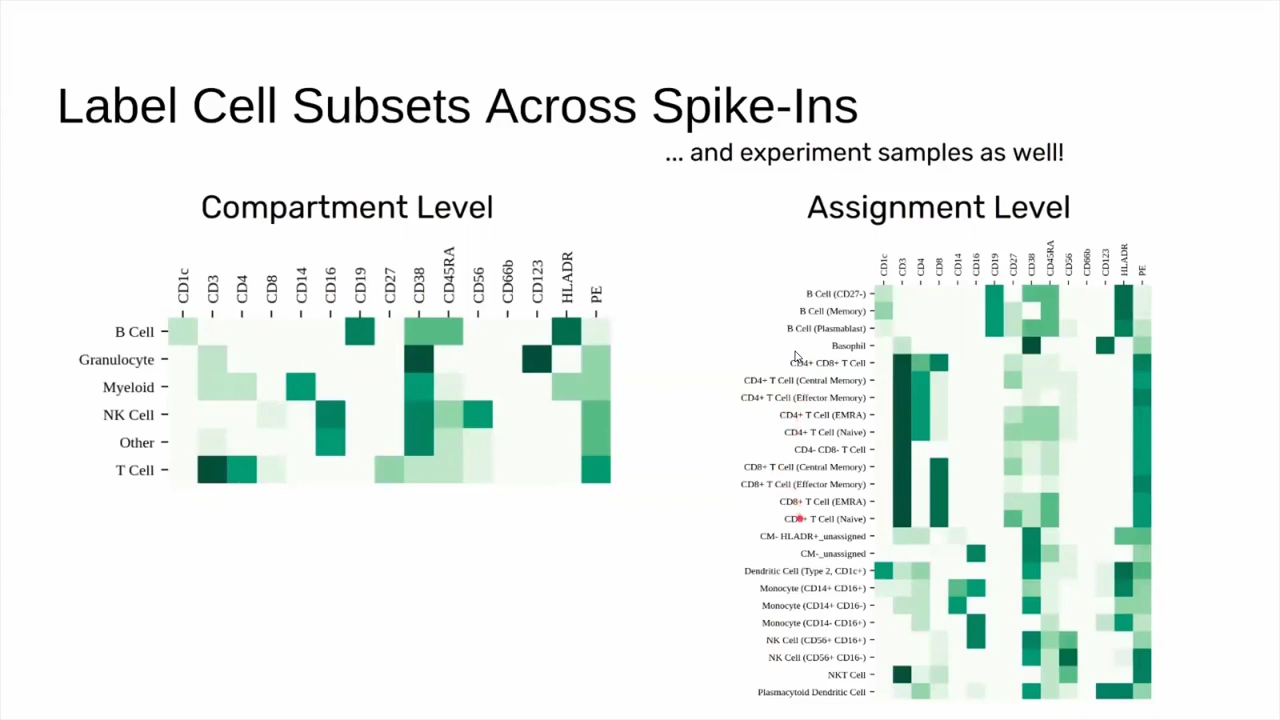 Label Cell Subsets Across Spike-Ins
... and experiment samples as well!
Compartment Level
CD1c CD3 CD4 CD8 CD14 CD16 CD19 CD27 CD38 CD45RA CD56 CD66b CD123 HLADR PE
B Cell
Granulocyte
Myeloid
NK Cell
Other
T Cell
Assignment Level
CD1c CD3 CD4 CD8 CD14 CD16 CD19 CD27 CD38 CD45RA CD56 CD66b CD123 HLADR PE
B Cell (CD27-)
B Cell (Memory)
B Cell (Plasmablast)
Basophil
CD4+ CD8+ T Cell
CD4+ T Cell (Central Memory)
CD4+ T Cell (Effector Memory)
CD4+ T Cell (EMRA)
CD4+ T Cell (Naive)
CD4- CD8- T Cell
CD8+ T Cell (Central Memory)
CD8+ T Cell (Effector Memory)
CD8+ T Cell (EMRA)
CD8+ T Cell (Naive)
CM- HLADR+_unassigned
CM-_unassigned
Dendritic Cell (Type 2, CD1c+)
Monocyte (CD14+ CD16+)
Monocyte (CD14+ CD16-)
Monocyte (CD14- CD16+)
NK Cell (CD56+ CD16+)
NK Cell (CD56+ CD16-)
NKT Cell
Plasmacytoid Dendritic Cell